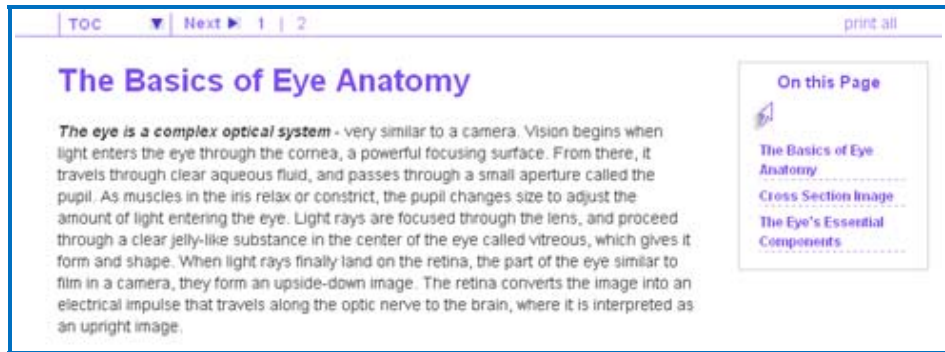 TOC ▼ Next ▶ 1 | 2 print all
The Basics of Eye Anatomy
The eye is a complex optical system - very similar to a camera. Vision begins when
light enters the eye through the cornea, a powerful focusing surface. From there, it
travels through clear aqueous fluid, and passes through a small aperture called the
pupil. As muscles in the iris relax or constrict, the pupil changes size to adjust the
amount of light entering the eye. Light rays are focused through the lens, and proceed
through a clear jelly-like substance in the center of the eye called vitreous, which gives it
form and shape. When light rays finally land on the retina, the part of the eye similar to
film in a camera, they form an upside-down image. The retina converts the image into an
electrical impulse that travels along the optic nerve to the brain, where it is interpreted as
an upright image.
On this Page
The Basics of Eye
Anatomy
Cross Section Image
The Eye's Essential
Components